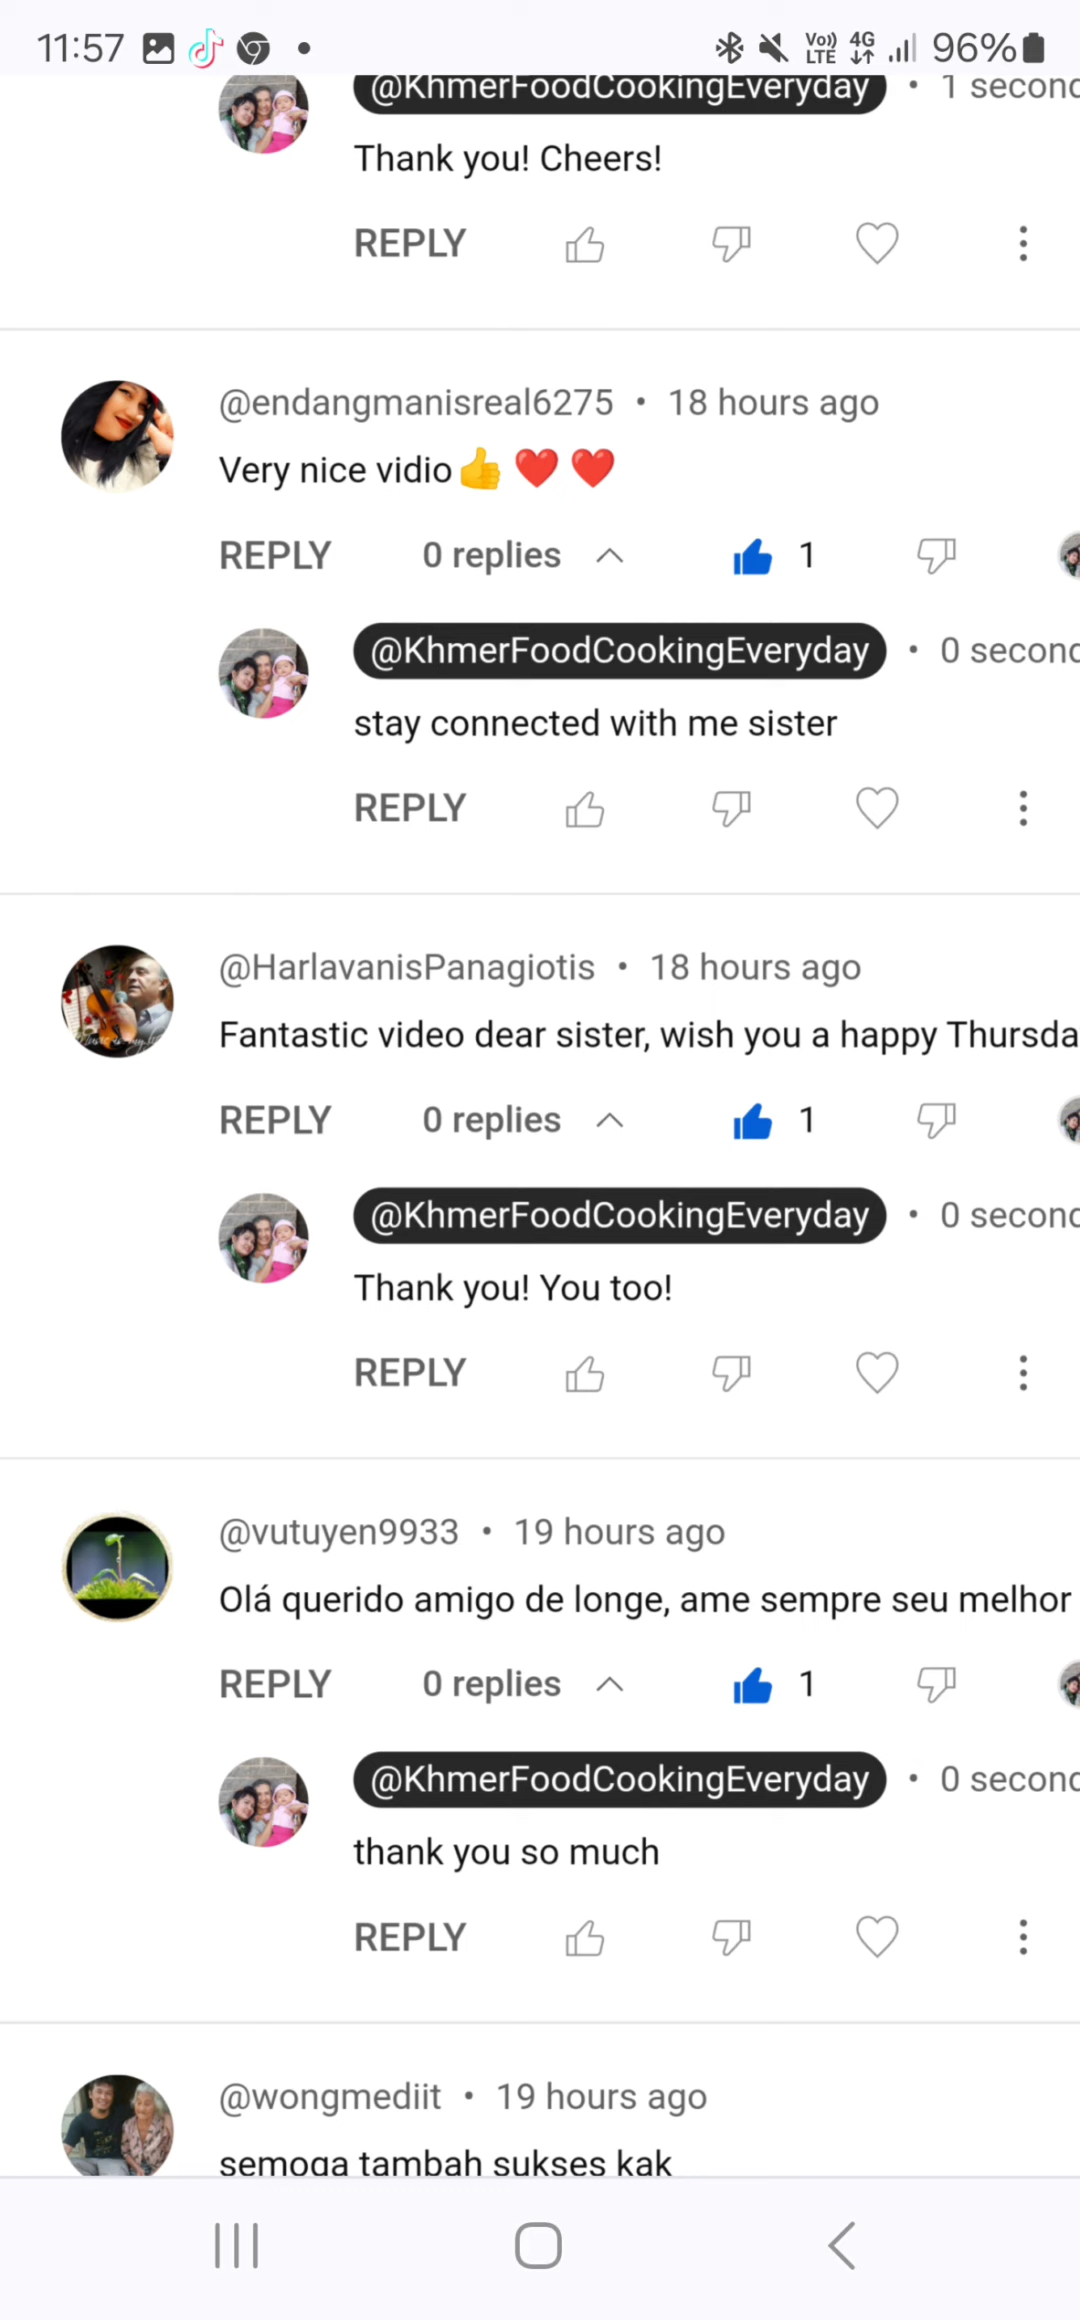 11:57 Vo)) LTE 4G 96%
@KhmerFoodCookingEveryday • 1 second
Thank you! Cheers!
REPLY
@endangmanisreal6275 • 18 hours ago
Very nice vidio👍❤️❤️
REPLY 0 replies 1
@KhmerFoodCookingEveryday • 0 second
stay connected with me sister
REPLY
@HarlavanisPanagiotis • 18 hours ago
Fantastic video dear sister, wish you a happy Thursda
REPLY 0 replies 1
@KhmerFoodCookingEveryday • 0 second
Thank you! You too!
REPLY
@vutuyen9933 • 19 hours ago
Olá querido amigo de longe, ame sempre seu melhor
REPLY 0 replies 1
@KhmerFoodCookingEveryday • 0 second
thank you so much
REPLY
@wongmediit • 19 hours ago
semoga tambah sukses kak